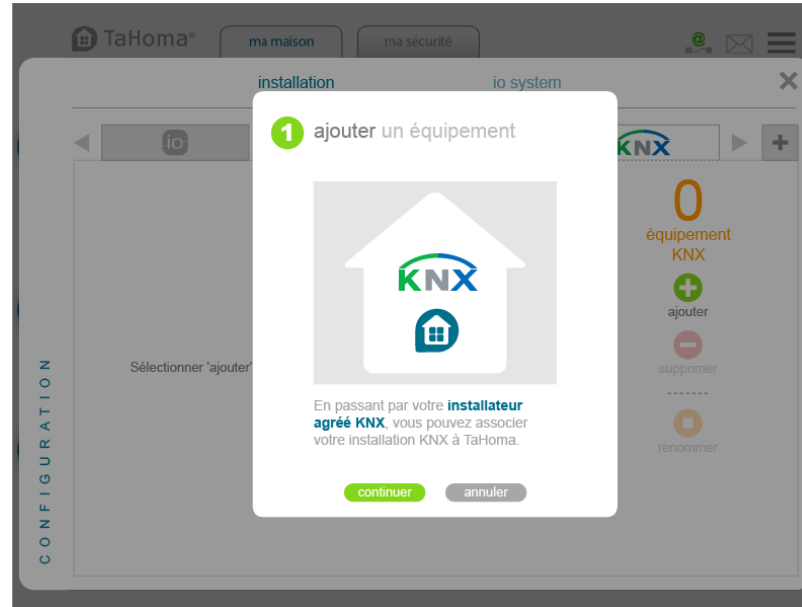 TaHoma®
ma maison
ma sécurité
@
installation
io system
io
KNX
1 ajouter un équipement
KNX
En passant par votre installateur
agréé KNX, vous pouvez associer
votre installation KNX à TaHoma.
continuer
annuler
Sélectionner 'ajouter'
0
équipement
KNX
ajouter
supprimer
renommer
CONFIGURATION